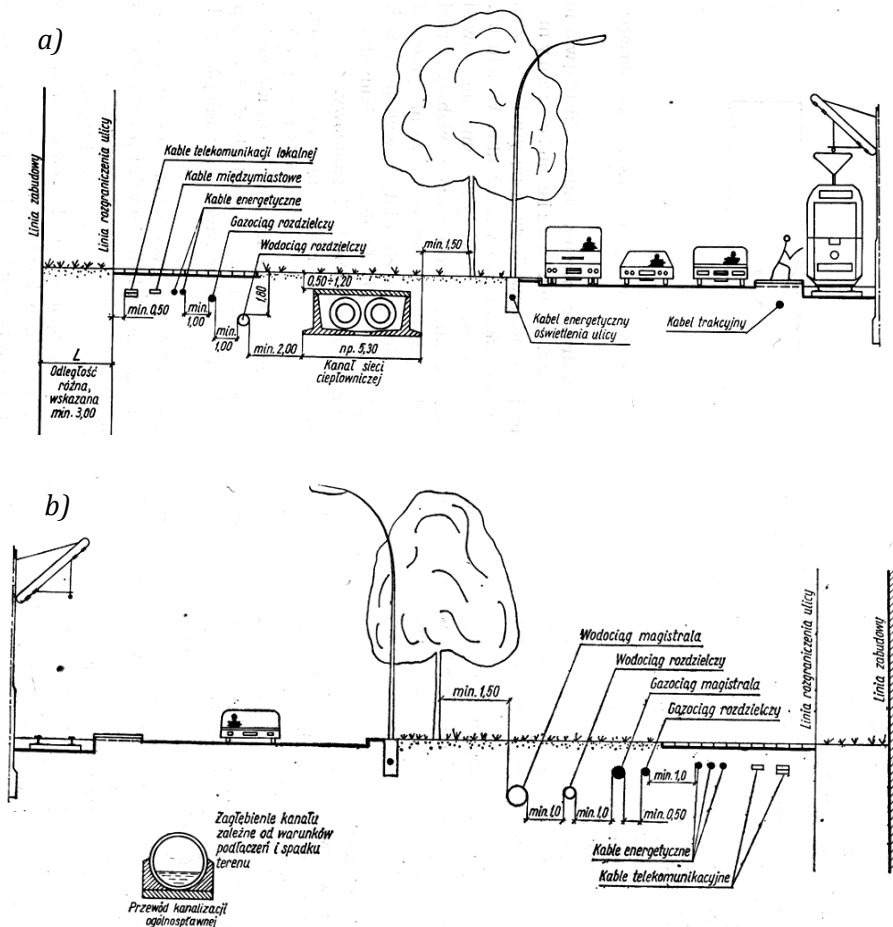 a)
Linia zabudowy
Linia rozgraniczenia ulicy
Kable telekomunikacji lokalnej
Kable międzymiastowe
Kable energetyczne
Gazociąg rozdzielczy
Wodociąg rozdzielczy
min. 1,50
0,50÷1,20
1,80
min. 0,50
min. 1,00
min. 1,00
min. 2,00
np. 5,30
Kanał sieci
ciepłowniczej
Kabel energetyczny
oświetlenia ulicy
Kabel trakcyjny
L
Odległość
różna,
wskazana
min. 3,00
b)
Wodociąg magistrala
Wodociąg rozdzielczy
Gazociąg magistrala
Gazociąg rozdzielczy
Linia rozgraniczenia ulicy
Linia zabudowy
min. 1,50
min. 1,0
min. 1,0
min. 1,0
min. 0,50
Kable energetyczne
Kable telekomunikacyjne
Zagłębienie kanału
zależne od warunków
podłączeń i spadku
terenu
Przewód kanalizacji
ogólnospławnej